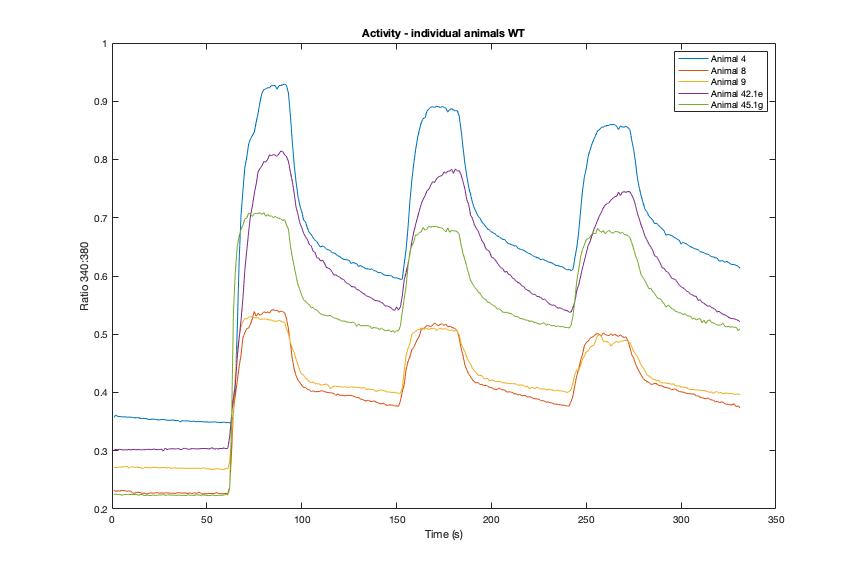 Activity - individual animals WT
Animal 4
Animal 8
Animal 9
Animal 42.1e
Animal 45.1g
1
0.9
0.8
0.7
0.6
0.5
0.4
0.3
0.2
Ratio 340:380
0 50 100 150 200 250 300 350
Time (s)